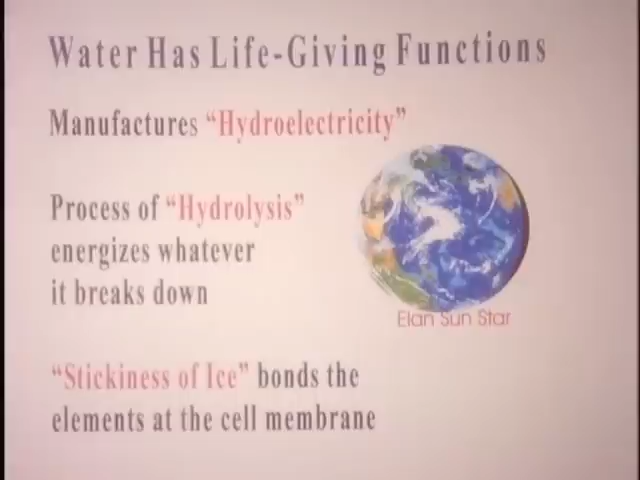 Water Has Life-Giving Functions
Manufactures “Hydroelectricity”
Process of “Hydrolysis”
energizes whatever
it breaks down
Elan Sun Star
“Stickiness of Ice” bonds the
elements at the cell membrane